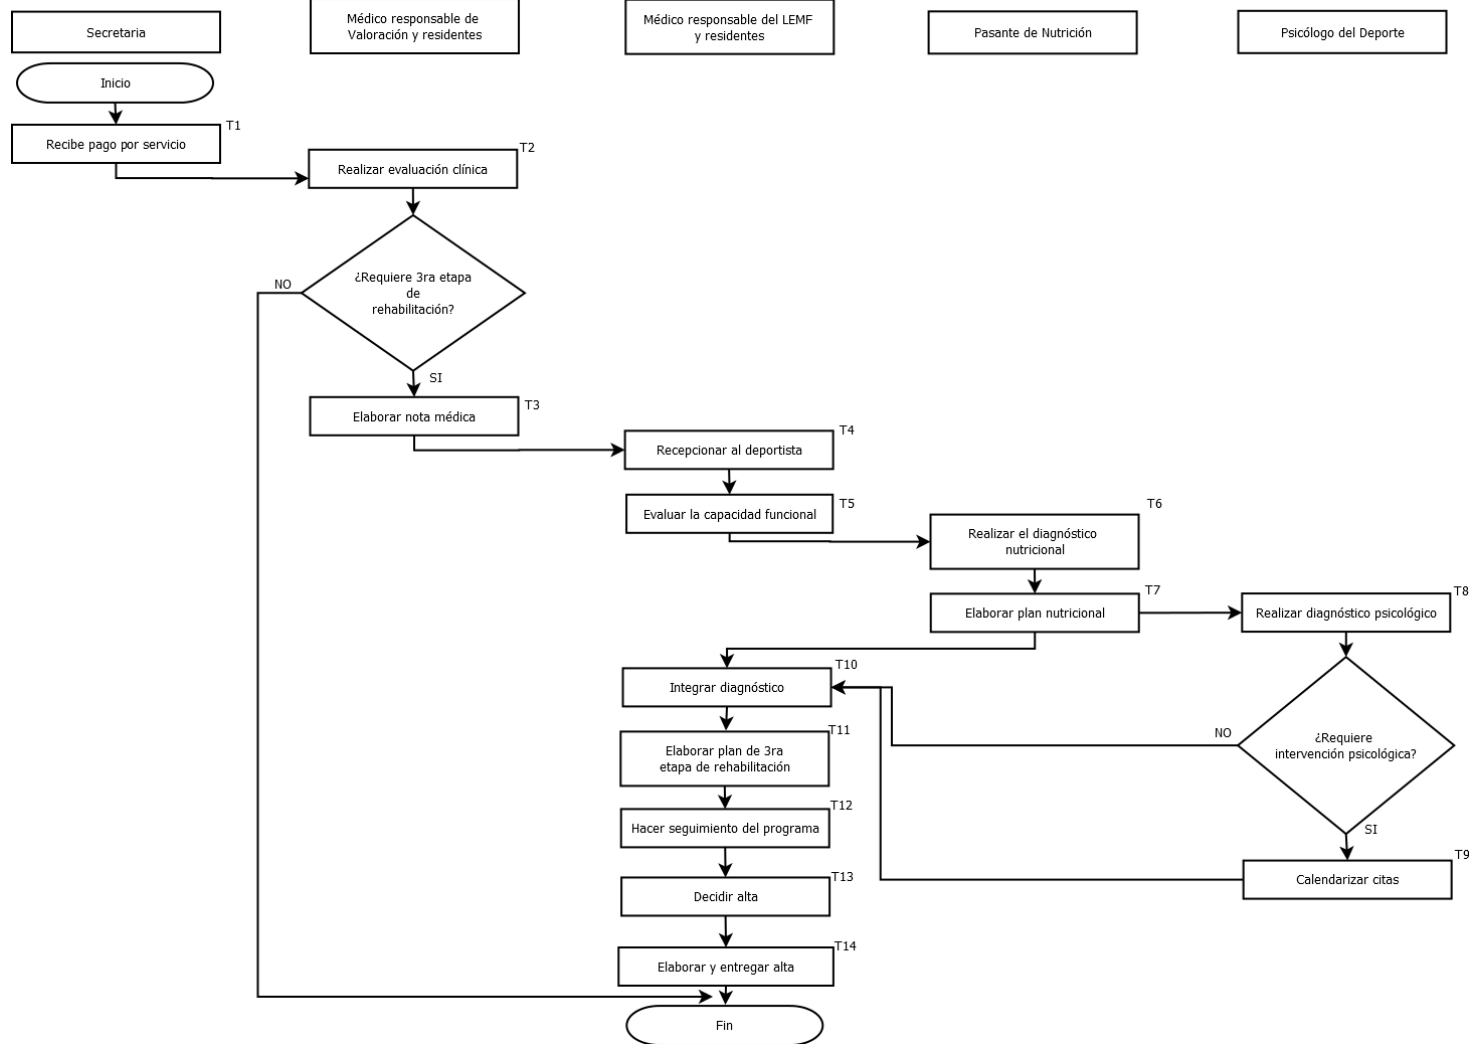 Secretaria
Médico responsable de
Valoración y residentes
Médico responsable del LEMF
y residentes
Pasante de Nutrición
Psicólogo del Deporte
Inicio
T1
Recibe pago por servicio
T2
Realizar evaluación clínica
¿Requiere 3ra etapa
de
rehabilitación?
NO
SI
T3
Elaborar nota médica
T4
Recepcionar al deportista
T5
Evaluar la capacidad funcional
T6
Realizar el diagnóstico
nutricional
T7
Elaborar plan nutricional
T8
Realizar diagnóstico psicológico
T10
Integrar diagnóstico
NO
¿Requiere
intervención psicológica?
SI
T11
Elaborar plan de 3ra
etapa de rehabilitación
T12
Hacer seguimiento del programa
T9
Calendarizar citas
T13
Decidir alta
T14
Elaborar y entregar alta
Fin